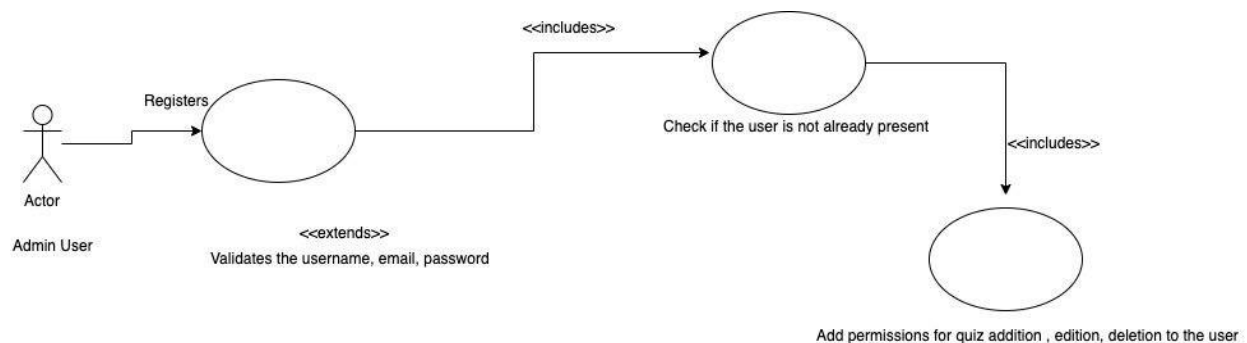 <<includes>>
Registers
Check if the user is not already present
<<includes>>
Actor
Admin User
<<extends>>
Validates the username, email, password
Add permissions for quiz addition , edition, deletion to the user